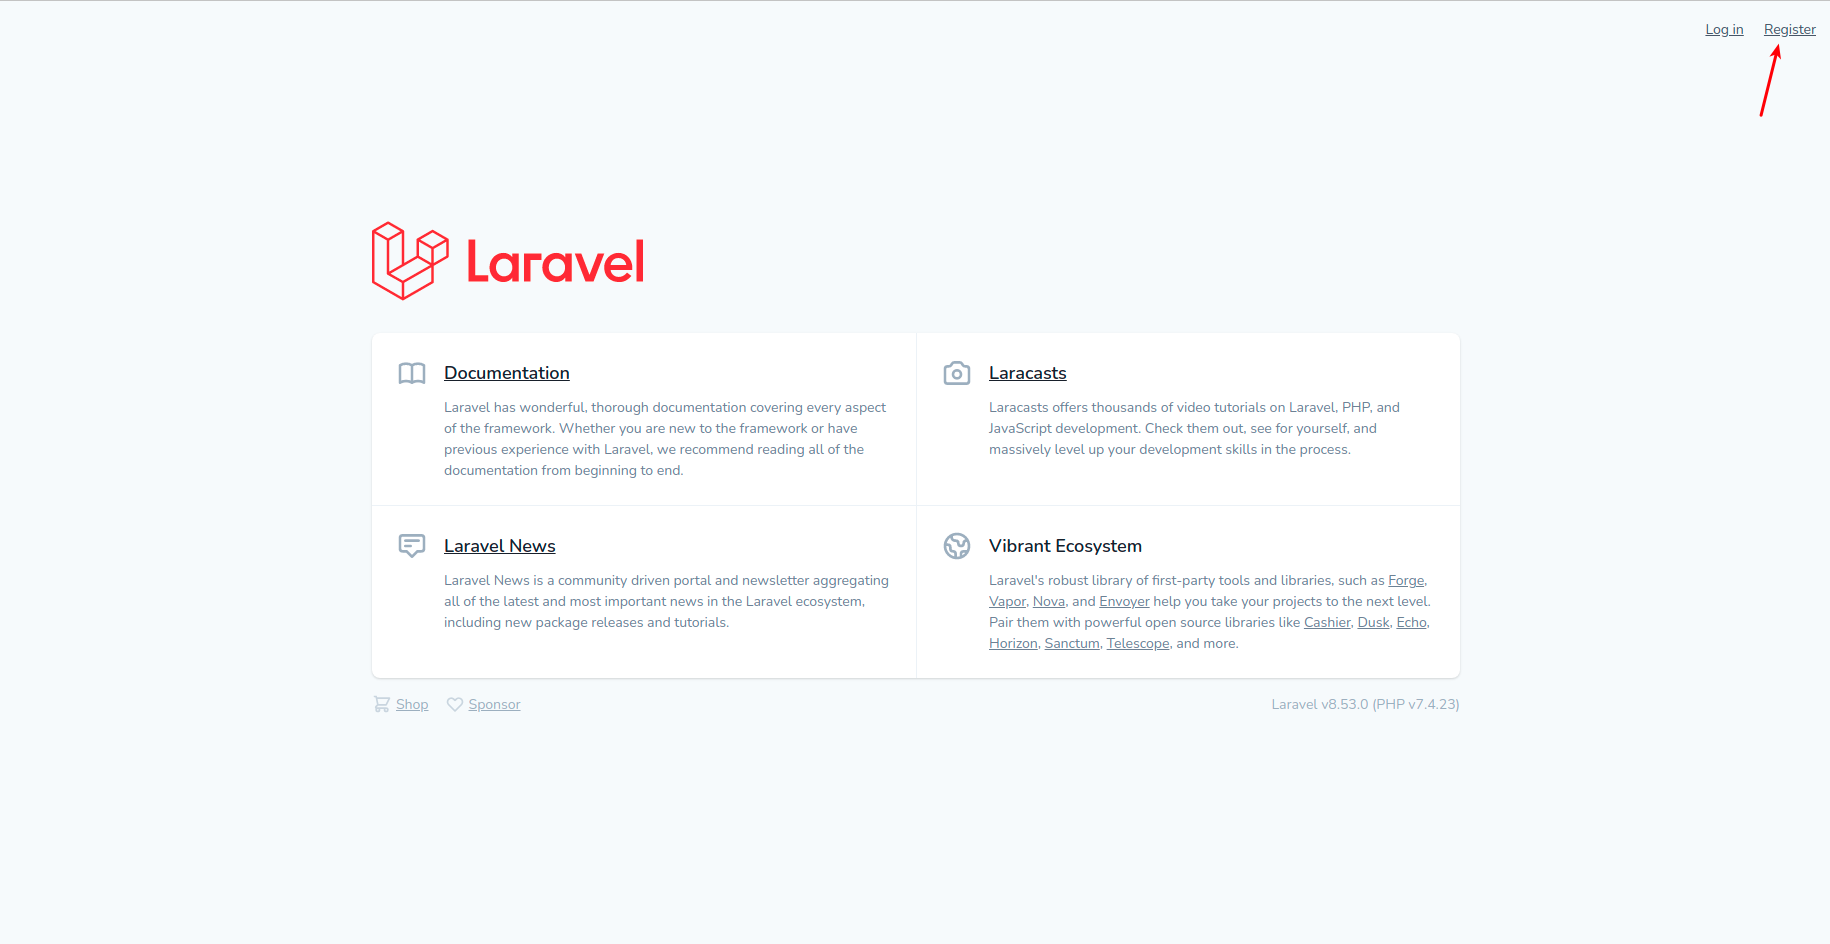 Log in Register
Laravel
Documentation
Laravel has wonderful, thorough documentation covering every aspect
of the framework. Whether you are new to the framework or have
previous experience with Laravel, we recommend reading all of the
documentation from beginning to end.
Laracasts
Laracasts offers thousands of video tutorials on Laravel, PHP, and
JavaScript development. Check them out, see for yourself, and
massively level up your development skills in the process.
Laravel News
Laravel News is a community driven portal and newsletter aggregating
all of the latest and most important news in the Laravel ecosystem,
including new package releases and tutorials.
Vibrant Ecosystem
Laravel's robust library of first-party tools and libraries, such as Forge,
Vapor, Nova, and Envoyer help you take your projects to the next level.
Pair them with powerful open source libraries like Cashier, Dusk, Echo,
Horizon, Sanctum, Telescope, and more.
Shop Sponsor
Laravel v8.53.0 (PHP v7.4.23)